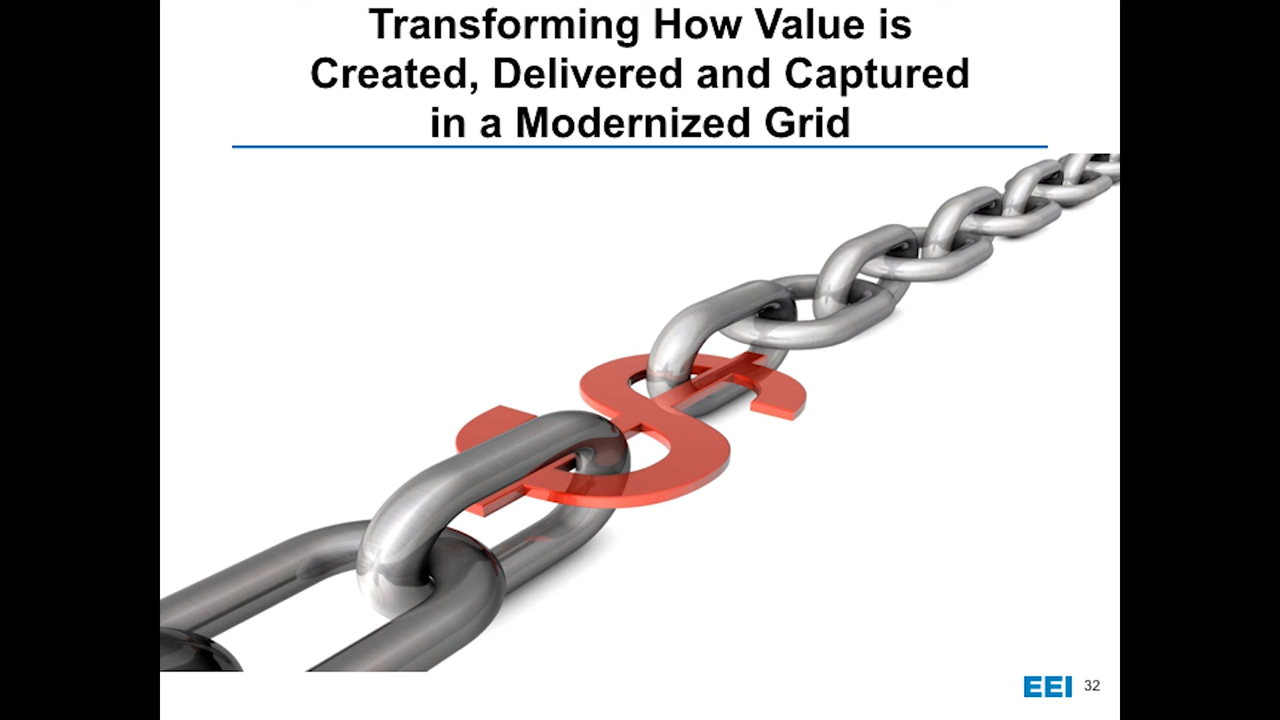 Transforming How Value is
Created, Delivered and Captured
in a Modernized Grid
EEI 32